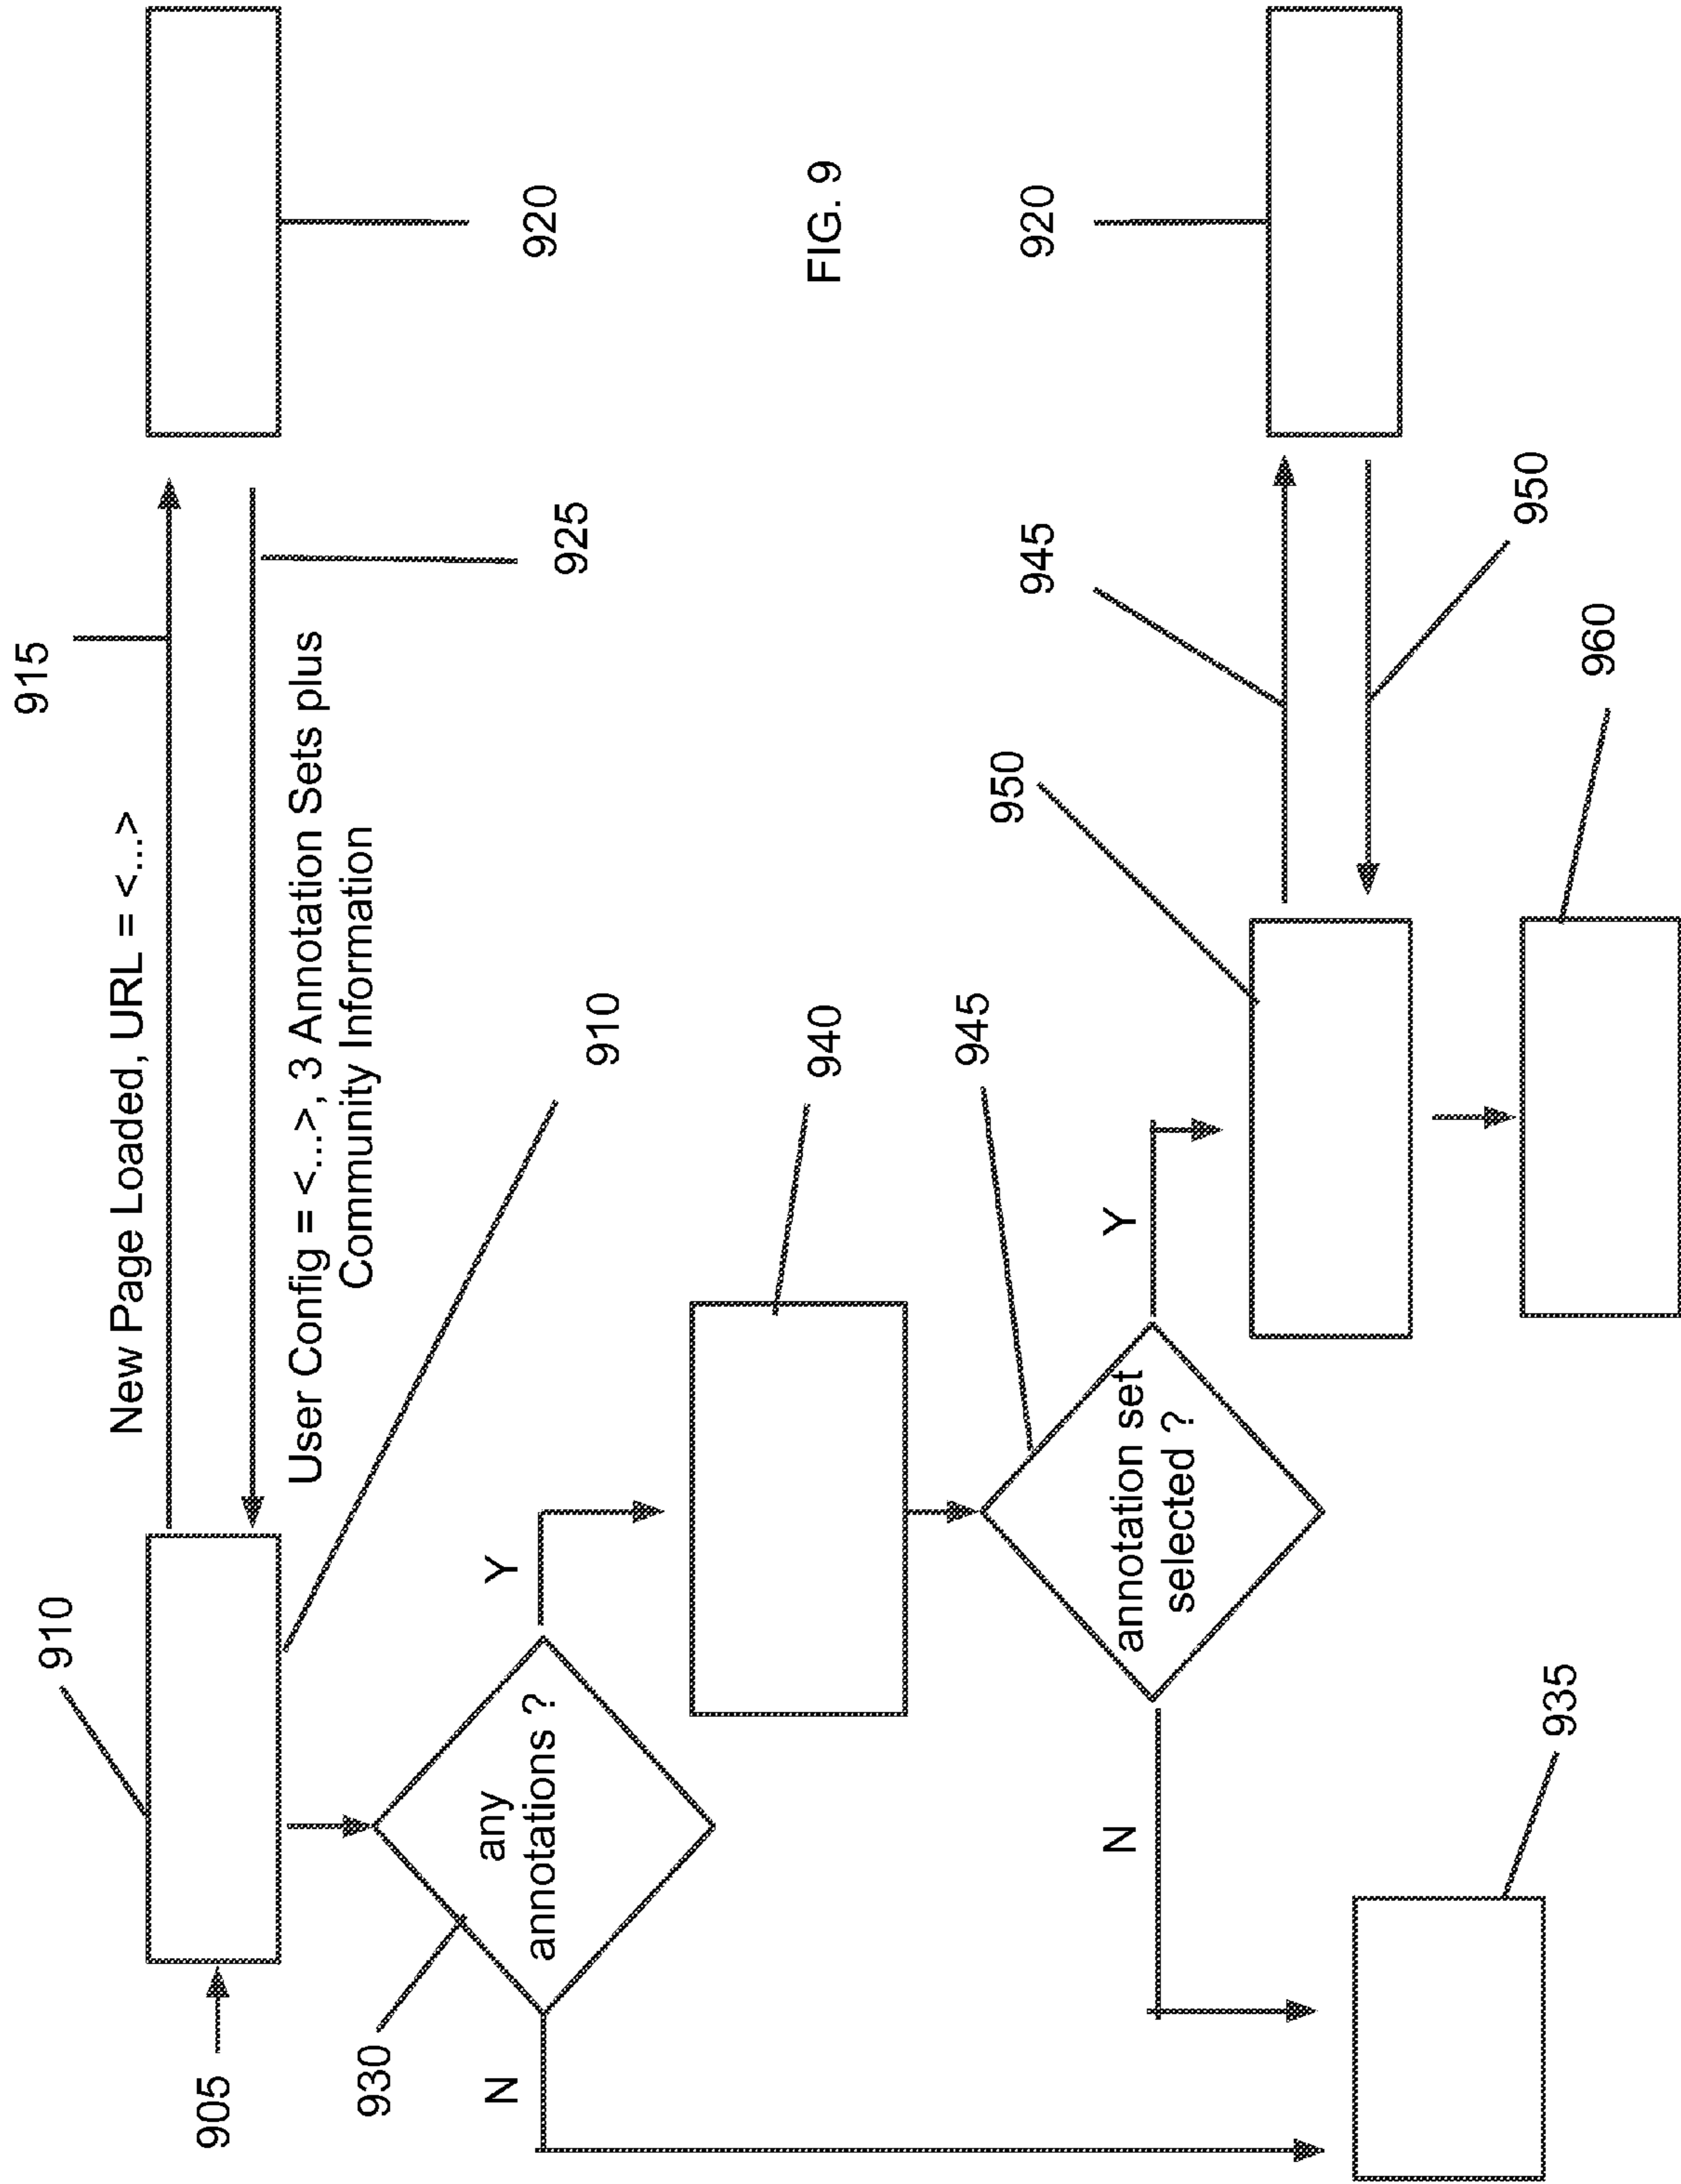 910
915
New Page Loaded, URL = <...>
905
User Config = <...>, 3 Annotation Sets plus
Community Information
930
N
any
annotations ?
Y
920
925
910
940
FIG. 9
945
950
945
920
N
annotation set
selected ?
Y
950
935
960